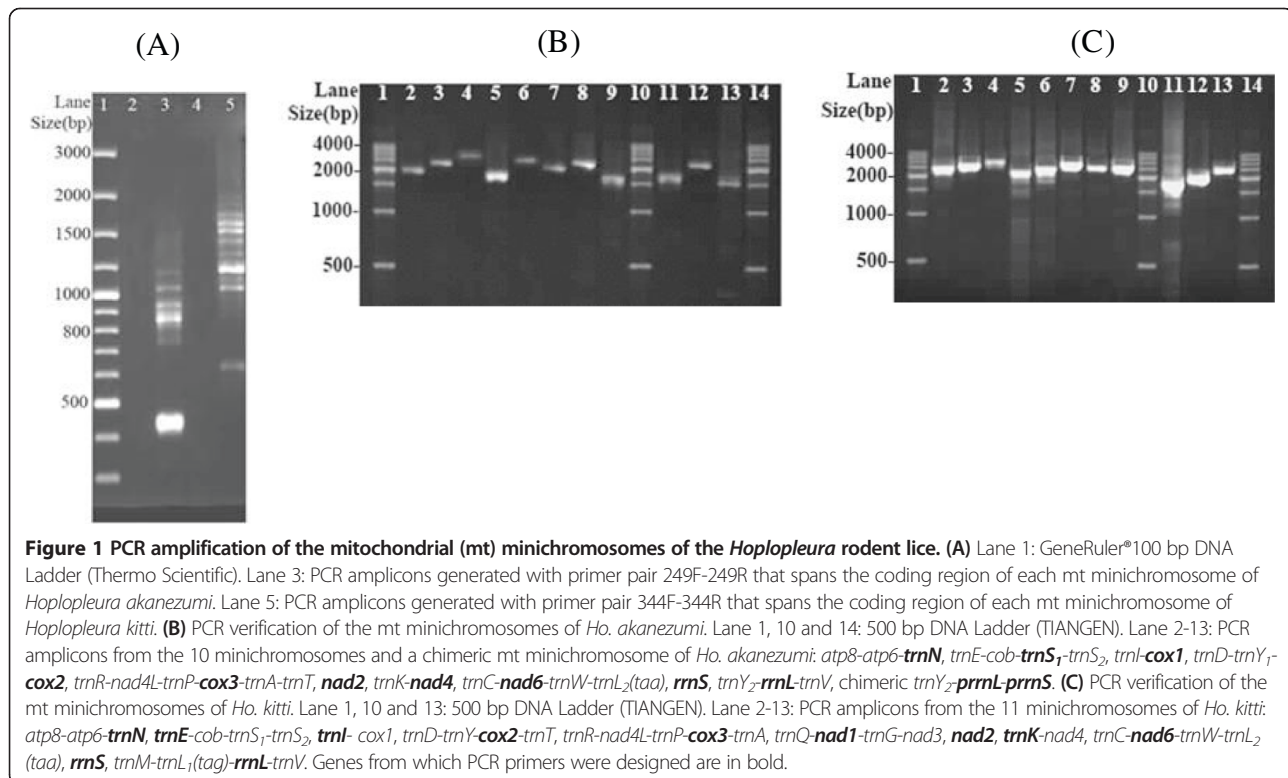 (A)
(B)
(C)
Lane 1 2 3 4 5
Size(bp)
3000
2000
1500
1000
800
500
Lane 1 2 3 4 5 6 7 8 9 10 11 12 13 14
Size(bp)
4000-
2000-
1000-
500-
Lane 1 2 3 4 5 6 7 8 9 10 11 12 13 14
Size(bp)
4000-
2000-
1000-
500-
Figure 1 PCR amplification of the mitochondrial (mt) minichromosomes of the Hoplopleura rodent lice. (A) Lane 1: GeneRuler®100 bp DNA
Ladder (Thermo Scientific). Lane 3: PCR amplicons generated with primer pair 249F-249R that spans the coding region of each mt minichromosome of
Hoplopleura akanezumi. Lane 5: PCR amplicons generated with primer pair 344F-344R that spans the coding region of each mt minichromosome of
Hoplopleura kitti. (B) PCR verification of the mt minichromosomes of Ho. akanezumi. Lane 1, 10 and 14: 500 bp DNA Ladder (TIANGEN). Lane 2-13: PCR
amplicons from the 10 minichromosomes and a chimeric mt minichromosome of Ho. akanezumi: atp8-atp6-trnN, trnE-cob-trnS₁-trnS₂, trnI-cox1, trnD-trnY₁-
cox2, trnR-nad4L-trnP-cox3-trnA-trnT, nad2, trnK-nad4, trnC-nad6-trnW-trnL₂(taa), rrnS, trnY₂-rrnL-trnV, chimeric trnY₂-prrnL-prrnS. (C) PCR verification of the
mt minichromosomes of Ho. kitti. Lane 1, 10 and 13: 500 bp DNA Ladder (TIANGEN). Lane 2-13: PCR amplicons from the 11 minichromosomes of Ho. kitti:
atp8-atp6-trnN, trnE-cob-trnS₁-trnS₂, trnI- cox1, trnD-trnY-cox2-trnT, trnR-nad4L-trnP-cox3-trnA, trnQ-nad1-trnG-nad3, nad2, trnK-nad4, trnC-nad6-trnW-trnL₂
(taa), rrnS, trnM-trnL₁(tag)-rrnL-trnV. Genes from which PCR primers were designed are in bold.